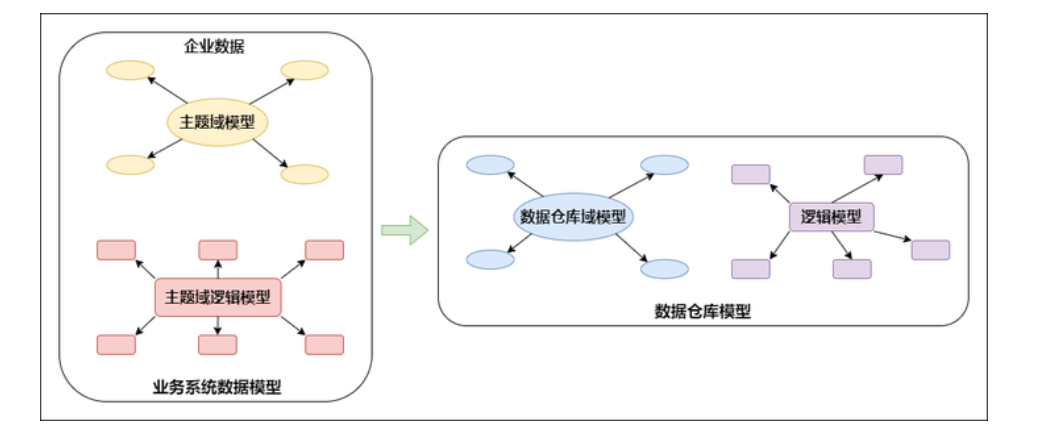 企业数据
主题域模型
主题域逻辑模型
业务系统数据模型
数据仓库域模型
逻辑模型
数据仓库模型